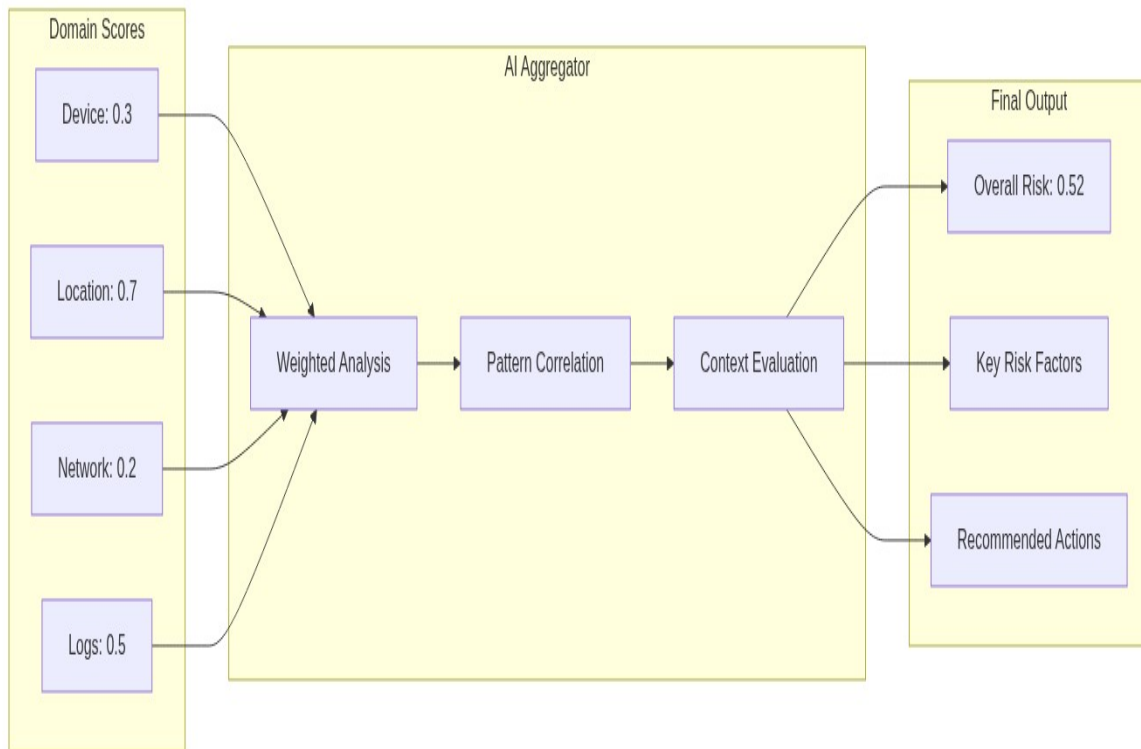 Domain Scores
Device: 0.3
Location: 0.7
Network: 0.2
Logs: 0.5
AI Aggregator
Weighted Analysis
Pattern Correlation
Context Evaluation
Final Output
Overall Risk: 0.52
Key Risk Factors
Recommended Actions